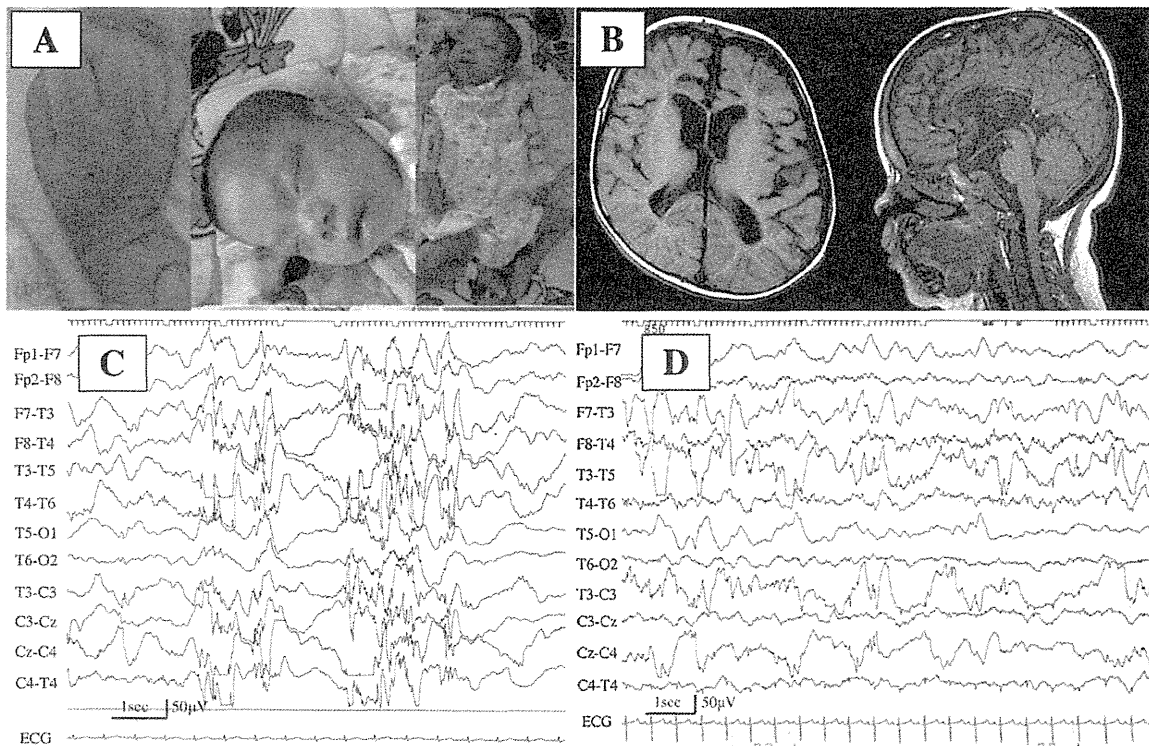 A
B
C
Fp1-F7
Fp2-F8
F7-T3
F8-T4
T3-T5
T4-T6
T5-O1
T6-O2
T3-C3
C3-Cz
Cz-C4
C4-T4
1sec 50μV
ECG
850
D
Fp1-F7
Fp2-F8
F7-T3
F8-T4
T3-T5
T4-T6
T5-O1
T6-O2
T3-C3
C3-Cz
Cz-C4
C4-T4
1sec 50μV
ECG